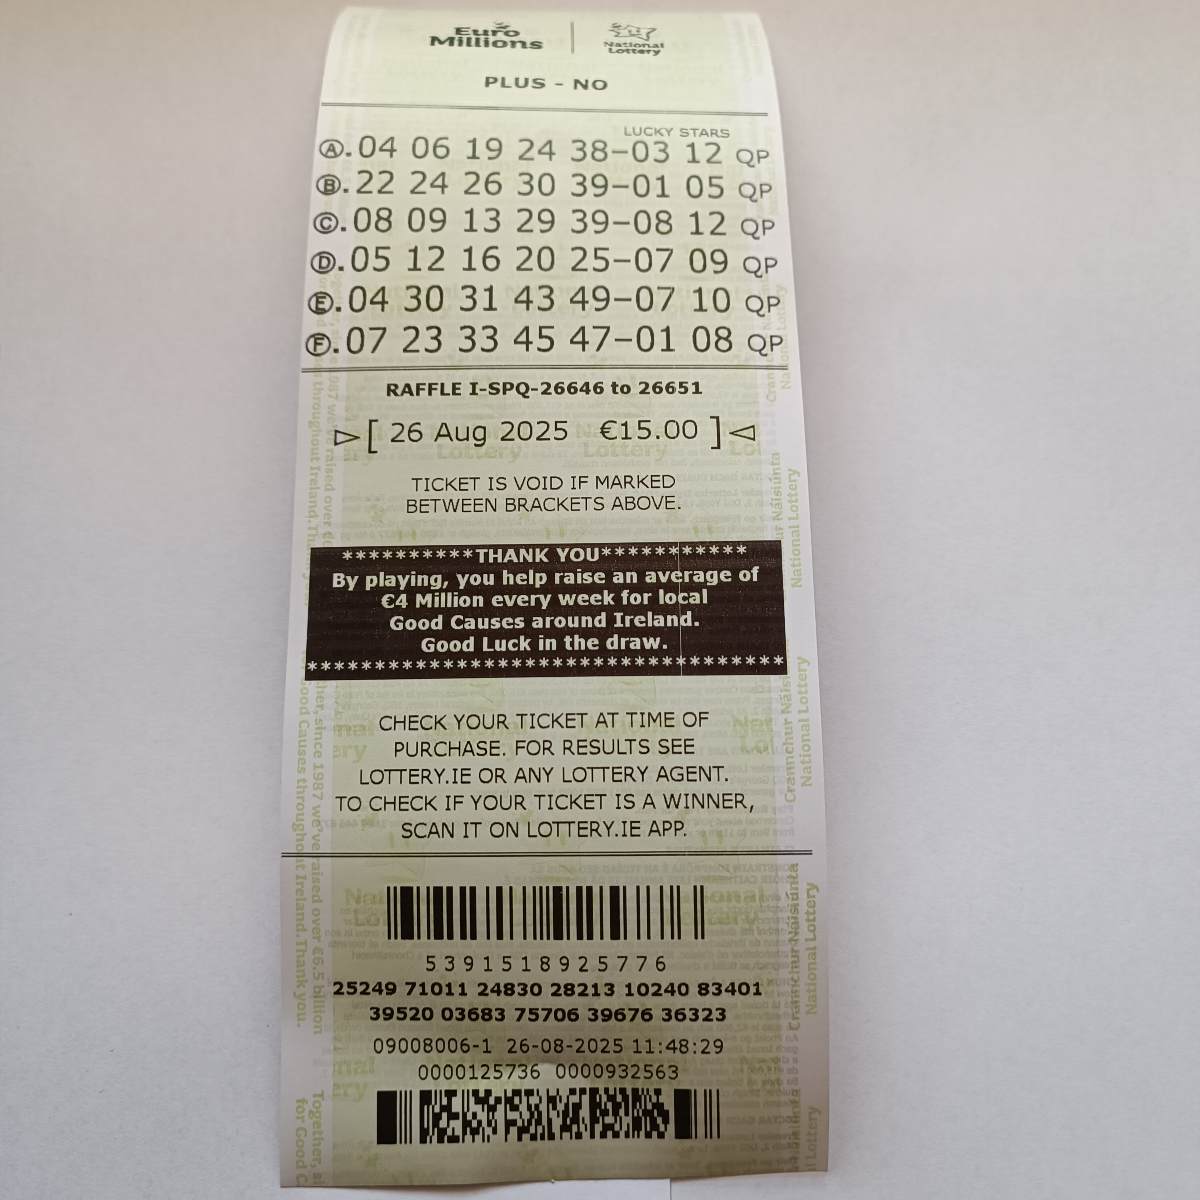 Euro Millions
National Lottery
PLUS - NO
LUCKY STARS
Ⓐ.04 06 19 24 38-03 12 QP
Ⓑ.22 24 26 30 39-01 05 QP
Ⓒ.08 09 13 29 39-08 12 QP
Ⓓ.05 12 16 20 25-07 09 QP
Ⓔ.04 30 31 43 49-07 10 QP
Ⓕ.07 23 33 45 47-01 08 QP
RAFFLE I-SPQ-26646 to 26651
[ 26 Aug 2025 €15.00 ]
TICKET IS VOID IF MARKED
BETWEEN BRACKETS ABOVE.
**********THANK YOU***********
By playing, you help raise an average of
€4 Million every week for local
Good Causes around Ireland.
Good Luck in the draw.
************************************
CHECK YOUR TICKET AT TIME OF
PURCHASE. FOR RESULTS SEE
LOTTERY.IE OR ANY LOTTERY AGENT.
TO CHECK IF YOUR TICKET IS A WINNER,
SCAN IT ON LOTTERY.IE APP.
5391518925776
25249 71011 24830 28213 10240 83401
39520 03683 75706 39676 36323
09008006-1 26-08-2025 11:48:29
0000125736 0000932563
Crannchur Náisiúnta
National Lottery